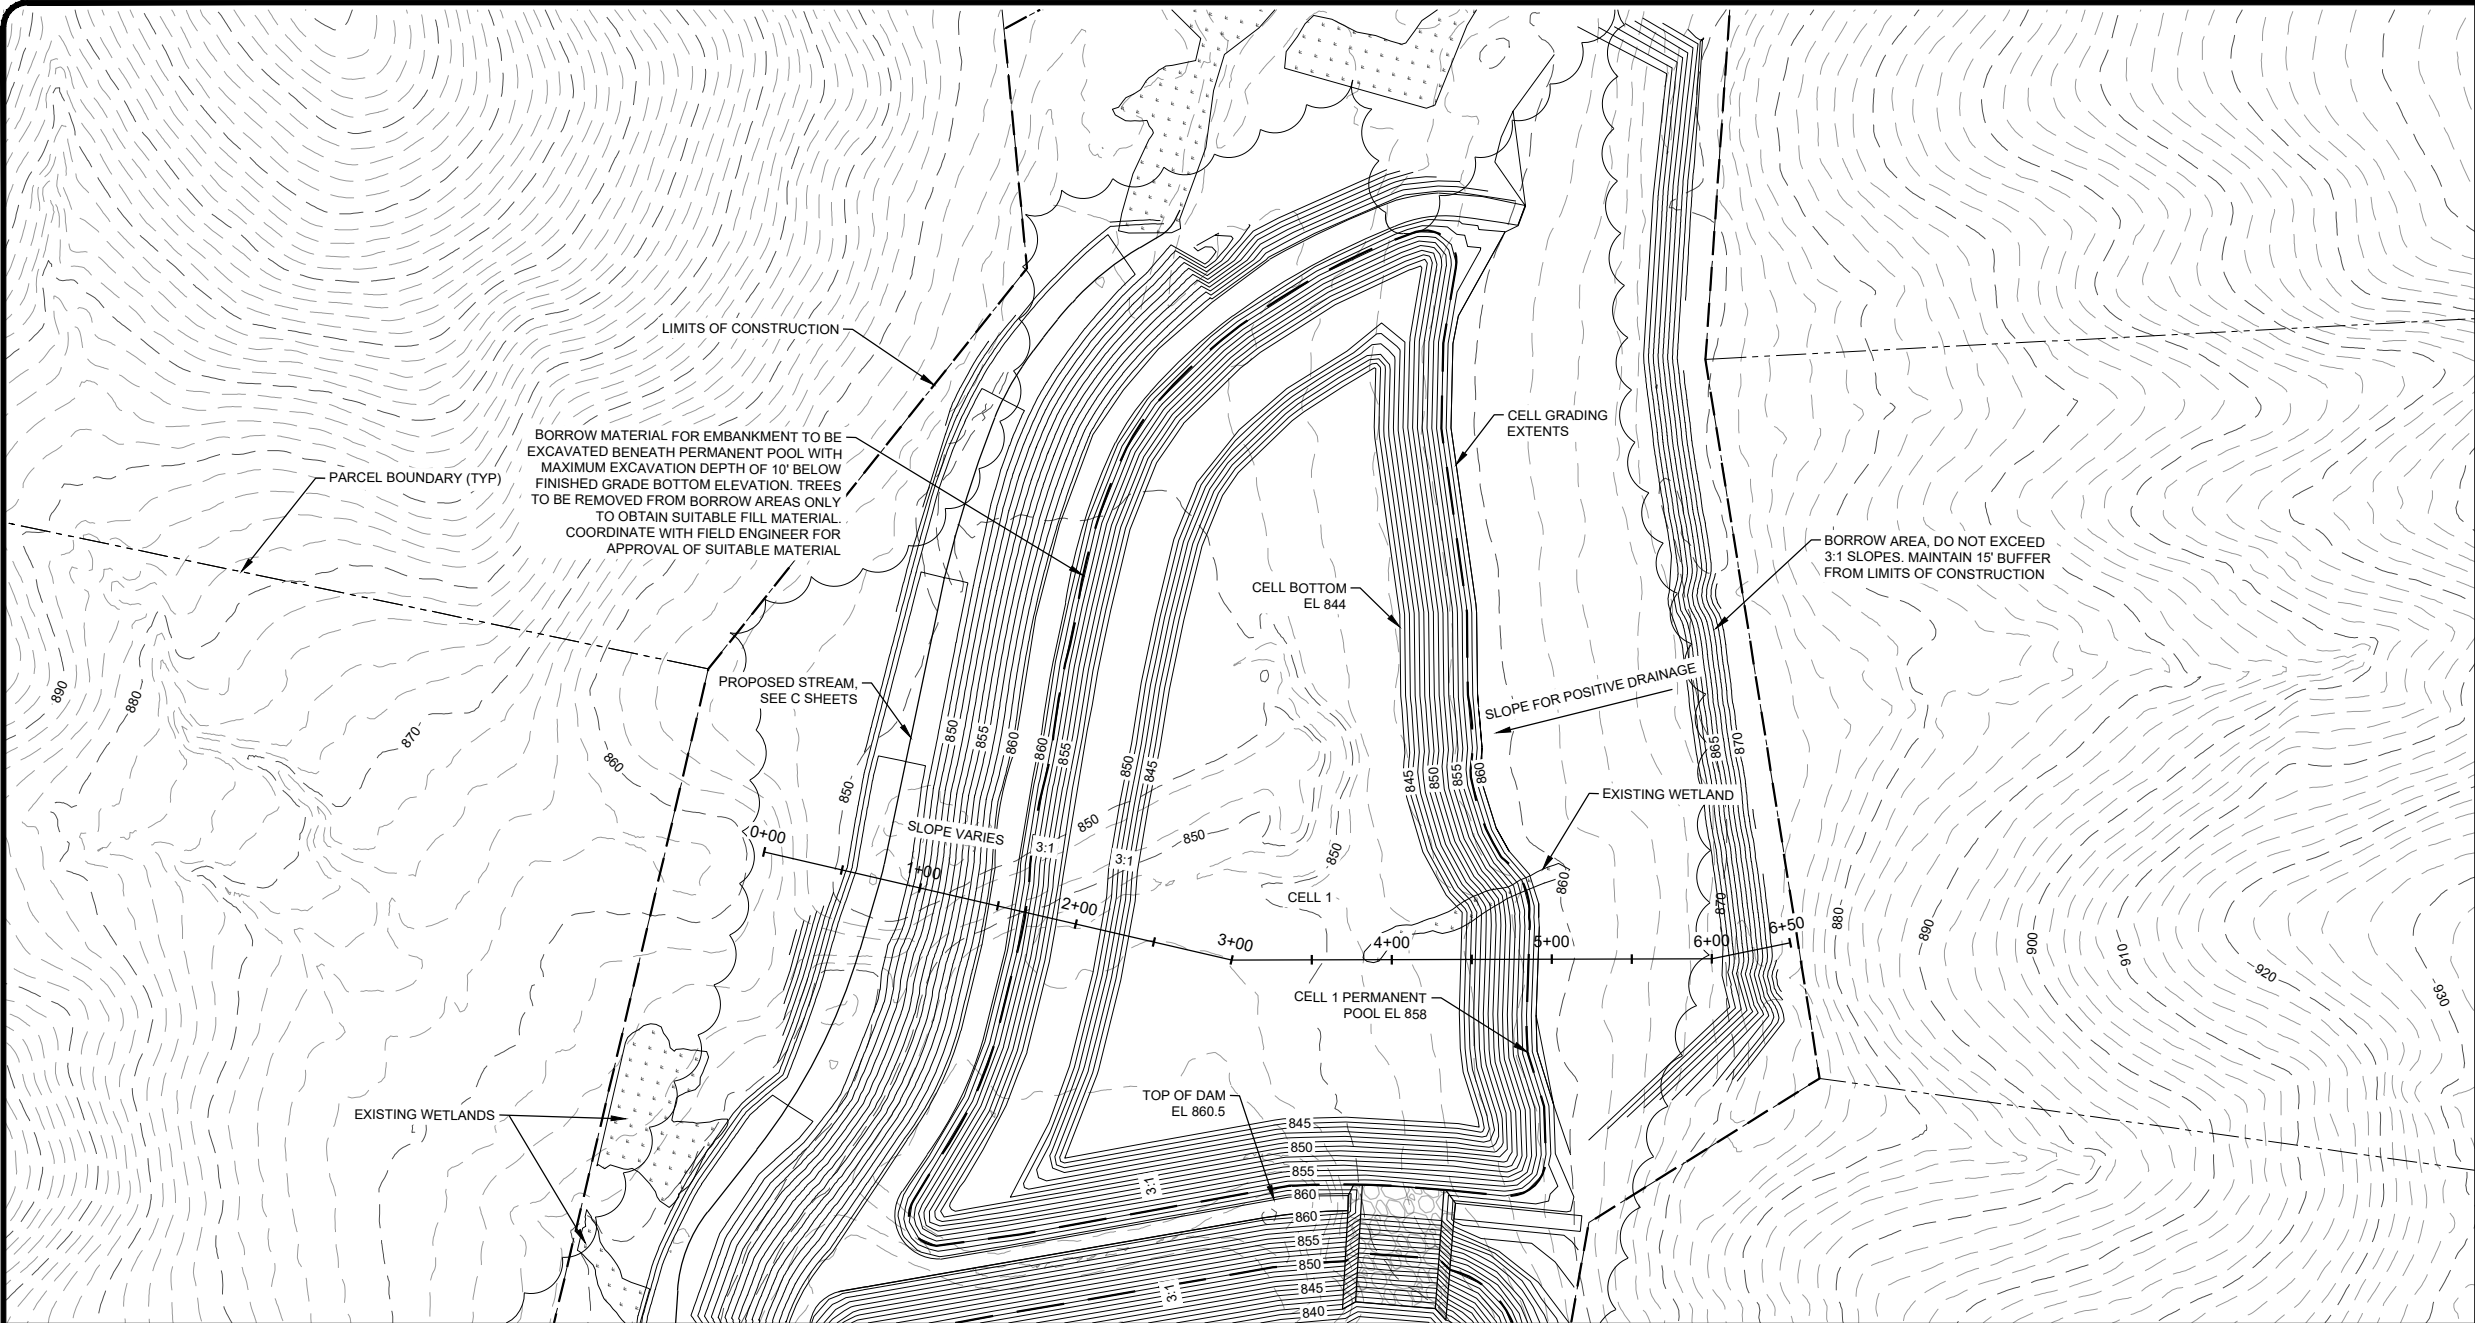 LIMITS OF CONSTRUCTION
BORROW MATERIAL FOR EMBANKMENT TO BE
EXCAVATED BENEATH PERMANENT POOL WITH
MAXIMUM EXCAVATION DEPTH OF 10' BELOW
FINISHED GRADE BOTTOM ELEVATION. TREES
TO BE REMOVED FROM BORROW AREAS ONLY
TO OBTAIN SUITABLE FILL MATERIAL.
COORDINATE WITH FIELD ENGINEER FOR
APPROVAL OF SUITABLE MATERIAL
PARCEL BOUNDARY (TYP)
CELL GRADING
EXTENTS
BORROW AREA, DO NOT EXCEED
3:1 SLOPES. MAINTAIN 15' BUFFER
FROM LIMITS OF CONSTRUCTION
CELL BOTTOM
EL 844
PROPOSED STREAM,
SEE C SHEETS
SLOPE FOR POSITIVE DRAINAGE
890
880
870
860
850
850
855
860
860
855
850
845
845
850
855
860
865
870
EXISTING WETLAND
0+00
SLOPE VARIES
3:1
3:1
850
850
850
860
1+00
2+00
3+00
4+00
5+00
6+00
6+50
CELL 1
870
880
890
900
910
920
930
CELL 1 PERMANENT
POOL EL 858
TOP OF DAM
EL 860.5
EXISTING WETLANDS
845
850
855
860
860
855
850
845
840
3:1
3:1